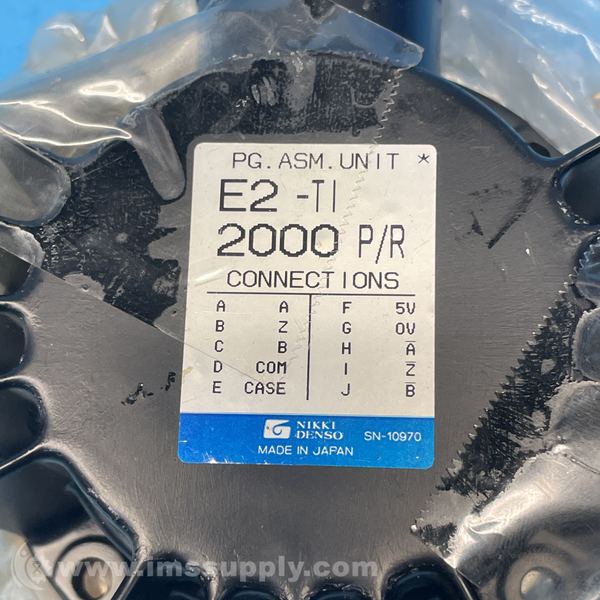 PG.ASM.UNIT *
E2 -TI
2000 P/R
CONNECTIONS
A A F 5V
B Z G 0V
C B H A̅
D COM I Z̅
E CASE J B̅
NIKKI
DENSO SN-10970
MADE IN JAPAN
© www.imssupply.com